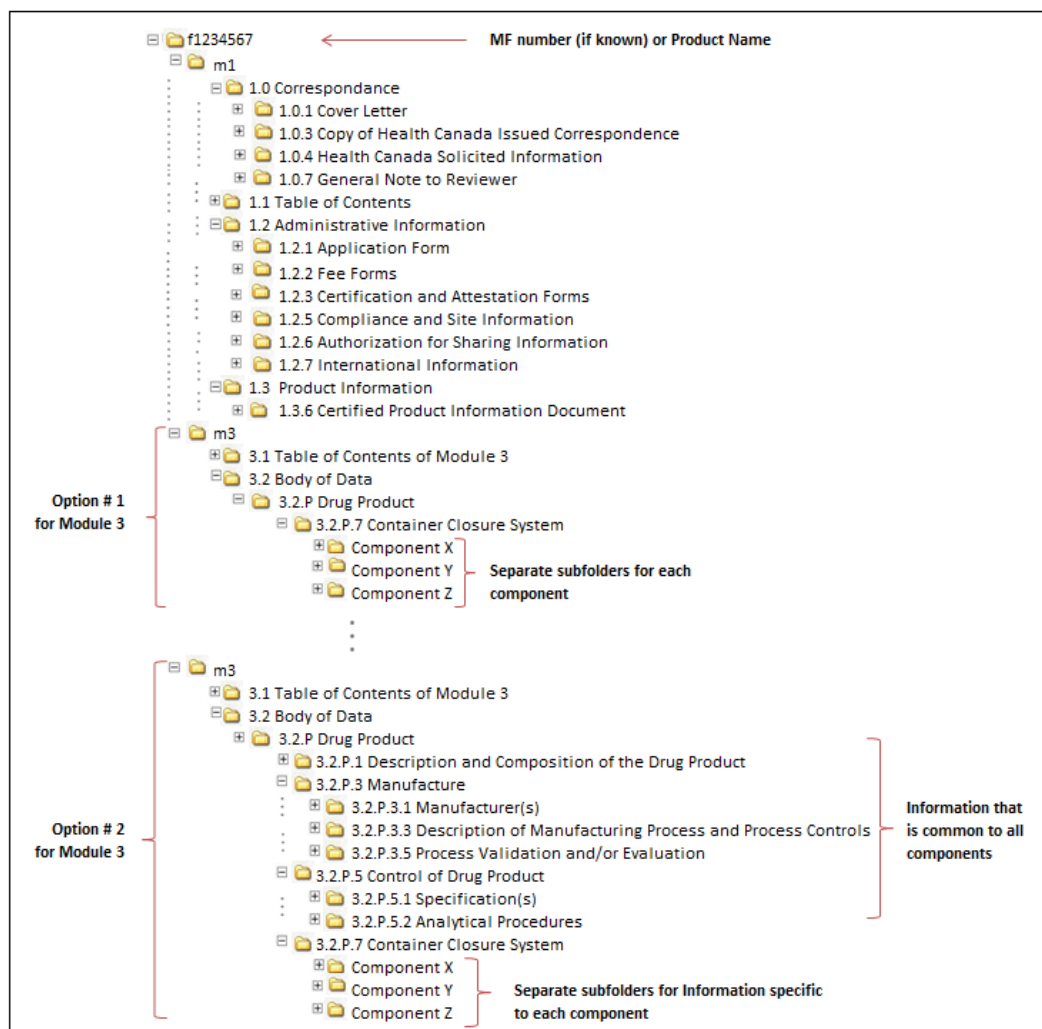 f1234567
MF number (if known) or Product Name
m1
1.0 Correspondance
1.0.1 Cover Letter
1.0.3 Copy of Health Canada Issued Correspondence
1.0.4 Health Canada Solicited Information
1.0.7 General Note to Reviewer
1.1 Table of Contents
1.2 Administrative Information
1.2.1 Application Form
1.2.2 Fee Forms
1.2.3 Certification and Attestation Forms
1.2.5 Compliance and Site Information
1.2.6 Authorization for Sharing Information
1.2.7 International Information
1.3 Product Information
1.3.6 Certified Product Information Document
Option # 1
for Module 3
m3
3.1 Table of Contents of Module 3
3.2 Body of Data
3.2.P Drug Product
3.2.P.7 Container Closure System
Component X
Component Y
Component Z
Separate subfolders for each
component
Option # 2
for Module 3
m3
3.1 Table of Contents of Module 3
3.2 Body of Data
3.2.P Drug Product
3.2.P.1 Description and Composition of the Drug Product
3.2.P.3 Manufacture
3.2.P.3.1 Manufacturer(s)
3.2.P.3.3 Description of Manufacturing Process and Process Controls
3.2.P.3.5 Process Validation and/or Evaluation
3.2.P.5 Control of Drug Product
3.2.P.5.1 Specification(s)
3.2.P.5.2 Analytical Procedures
Information that
is common to all
components
3.2.P.7 Container Closure System
Component X
Component Y
Component Z
Separate subfolders for Information specific
to each component